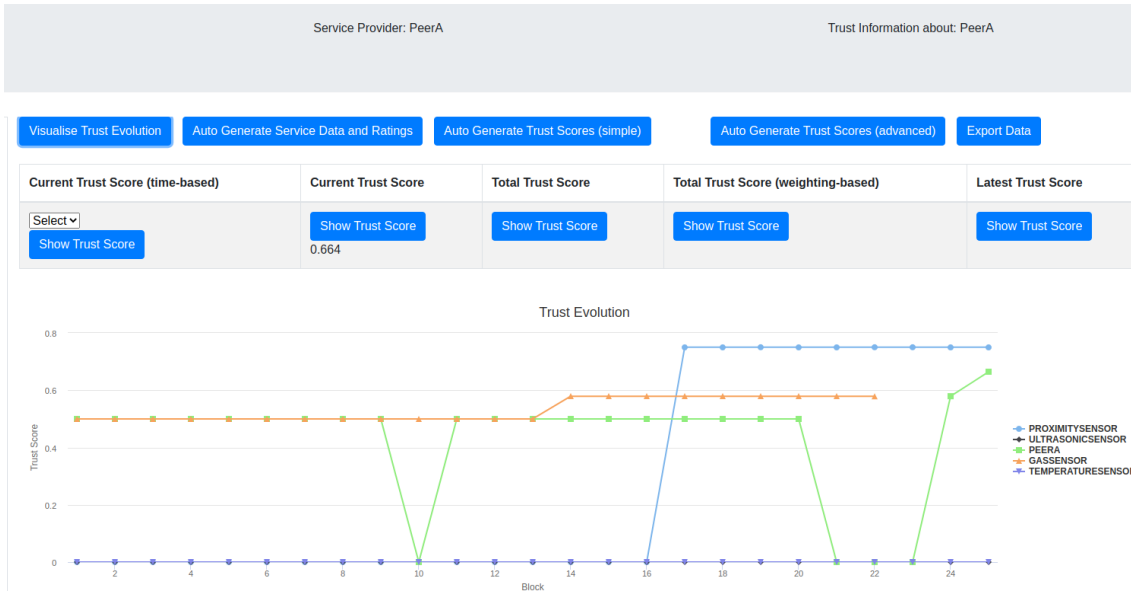 Service Provider: PeerA
Trust Information about: PeerA
Visualise Trust Evolution
Auto Generate Service Data and Ratings
Auto Generate Trust Scores (simple)
Auto Generate Trust Scores (advanced)
Export Data
Current Trust Score (time-based)
Current Trust Score
Total Trust Score
Total Trust Score (weighting-based)
Latest Trust Score
Select
Show Trust Score
Show Trust Score
0.664
Show Trust Score
Show Trust Score
Show Trust Score
Trust Evolution
Trust Score
0.8
0.6
0.4
0.2
0
2
4
6
8
10
12
14
16
18
20
22
24
Block
PROXIMITYSENSOR
ULTRASONICSENSOR
PEERA
GASSENSOR
TEMPERATURESENSOR